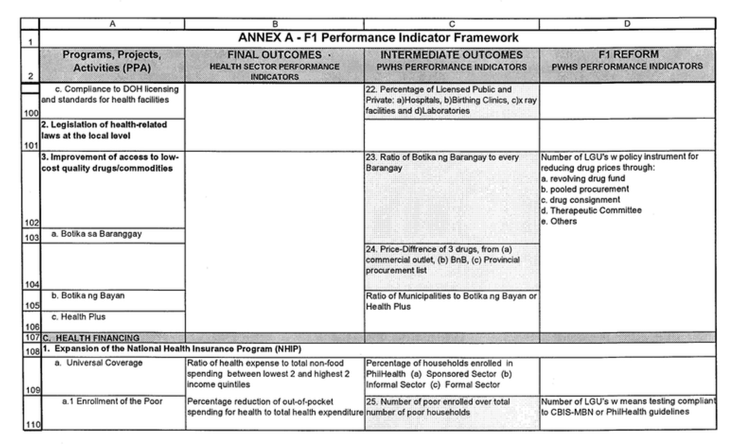 A B C D
1 ANNEX A - F1 Performance Indicator Framework
Programs, Projects, Activities (PPA)
FINAL OUTCOMES -
HEALTH SECTOR PERFORMANCE
INDICATORS
INTERMEDIATE OUTCOMES
PWHS PERFORMANCE INDICATORS
F1 REFORM
PWHS PERFORMANCE INDICATORS
2
c. Compliance to DOH licensing
and standards for health facilities
22. Percentage of Licensed Public and
Private: a)Hospitals, b)Birthing Clinics, c)x ray
facilities and d)Laboratories
100
2. Legislation of health-related
laws at the local level
101
3. Improvement of access to low-
cost quality drugs/commodities
23. Ratio of Botika ng Barangay to every
Barangay
Number of LGU's w policy instrument for
reducing drug prices through:
a. revolving drug fund
b. pooled procurement
c. drug consignment
d. Therapeutic Committee
e. Others
102
103 a. Botika sa Baranggay
24. Price-Diffrence of 3 drugs, from (a)
commercial outlet, (b) BnB, (c) Provincial
procurement list
104
b. Botika ng Bayan
Ratio of Municipalities to Botika ng Bayan or
Health Plus
105
c. Health Plus
106
107 C. HEALTH FINANCING
108 1. Expansion of the National Health Insurance Program (NHIP)
a. Universal Coverage
Ratio of health expense to total non-food
spending between lowest 2 and highest 2
income quintiles
Percentage of households enrolled in
PhilHealth (a) Sponsored Sector (b)
Informal Sector (c) Formal Sector
109
a.1 Enrollment of the Poor
Percentage reduction of out-of-pocket
spending for health to total health expenditure
25. Number of poor enrolled over total
number of poor households
Number of LGU's w means testing compliant
to CBIS-MBN or PhilHealth guidelines
110